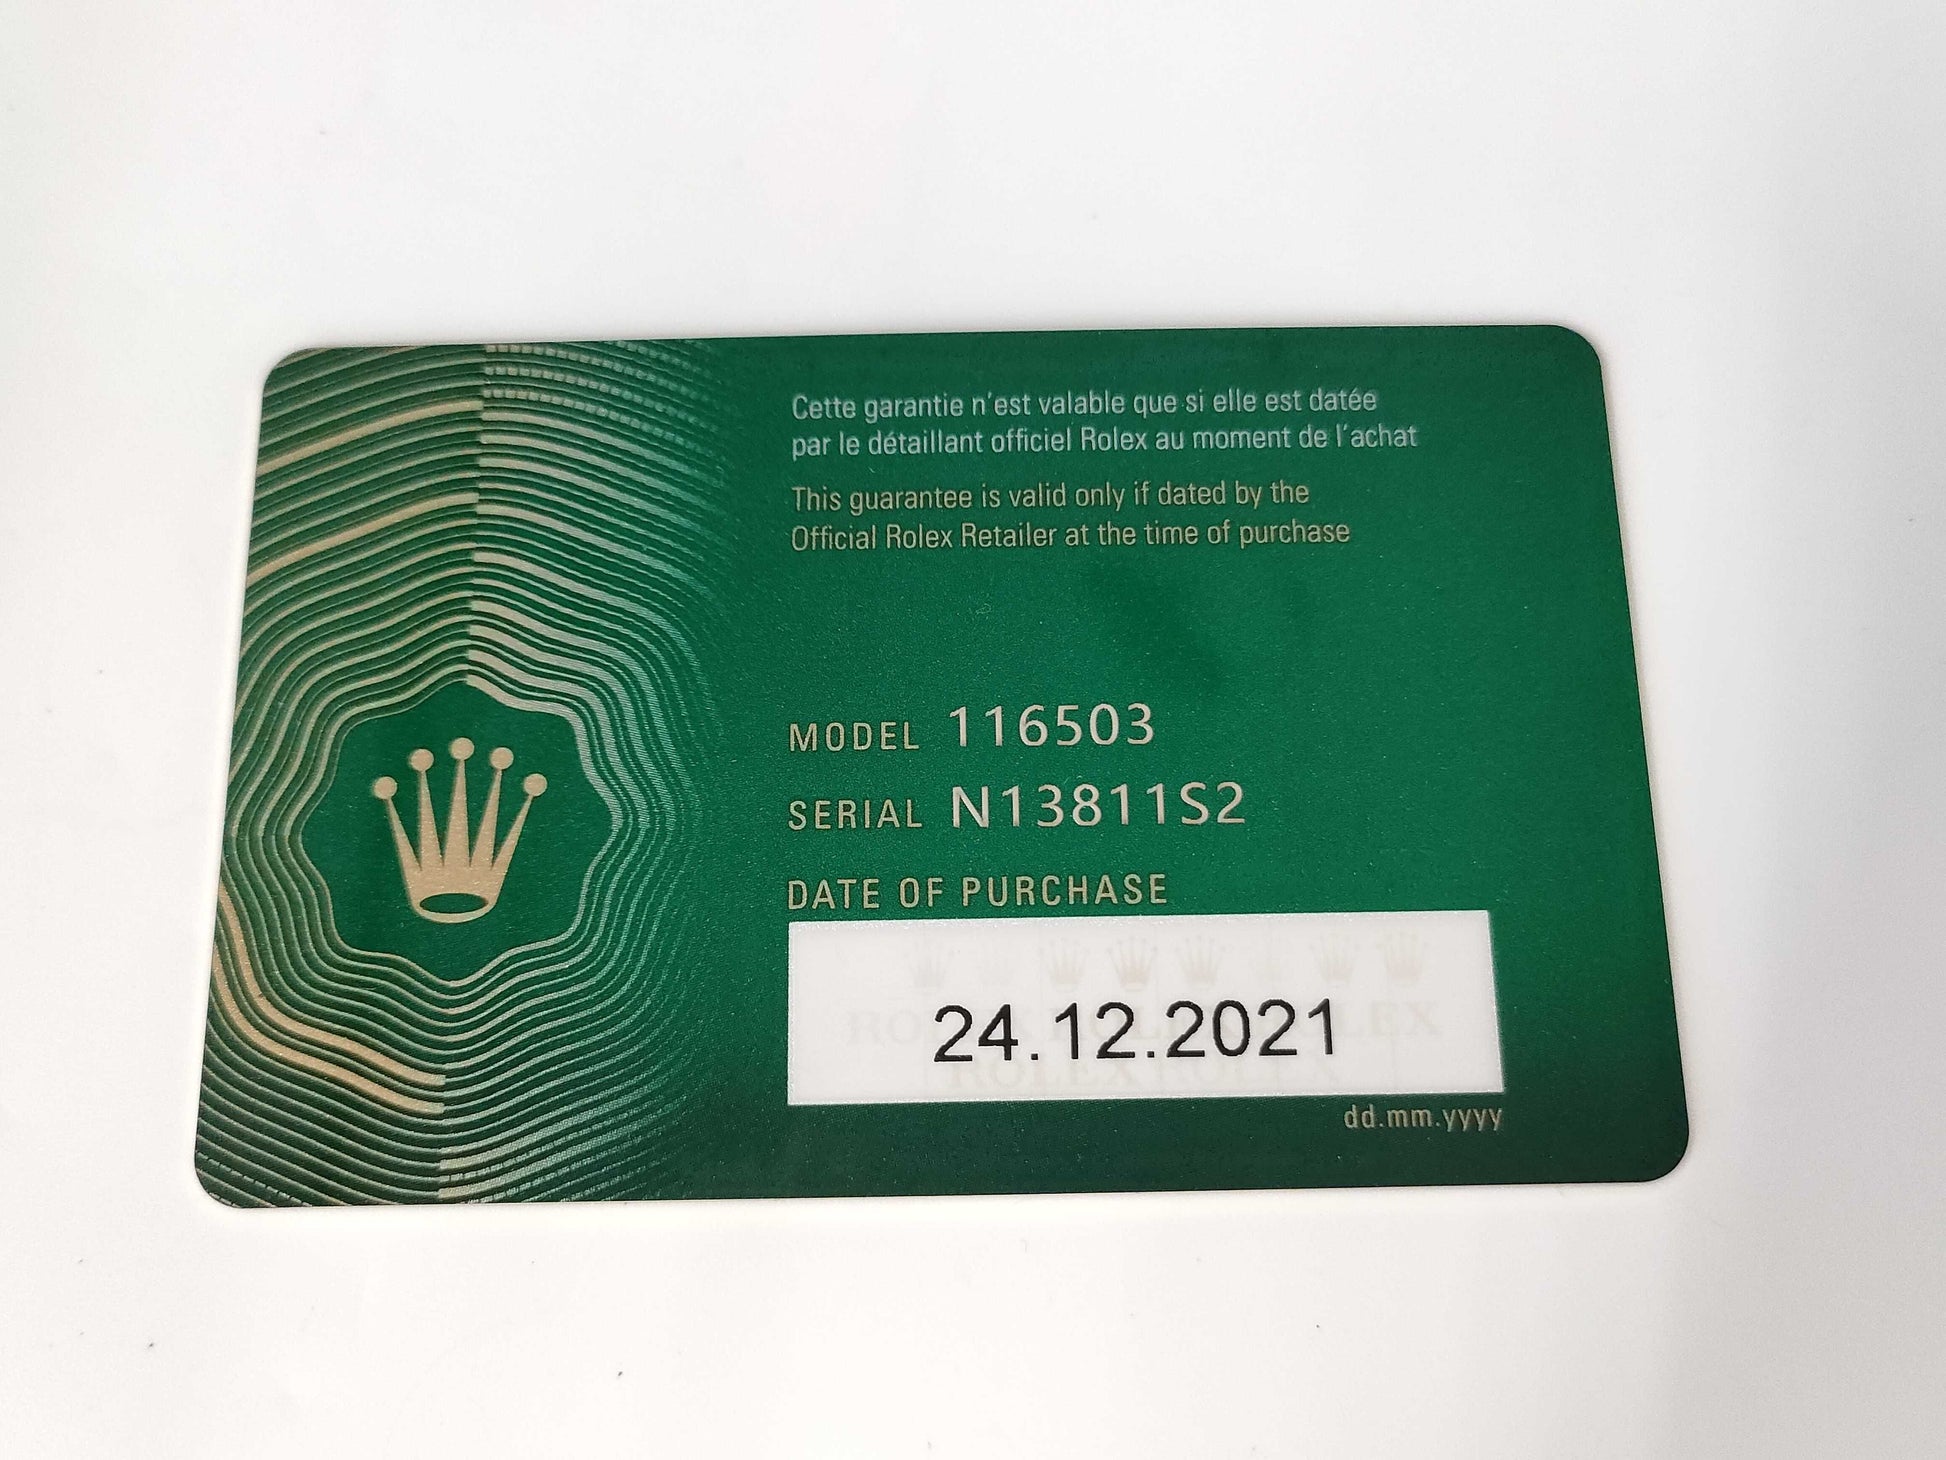 Cette garantie n'est valable que si elle est datée
par le détaillant officiel Rolex au moment de l'achat
This guarantee is valid only if dated by the
Official Rolex Retailer at the time of purchase
MODEL 116503
SERIAL N13811S2
DATE OF PURCHASE
24.12.2021
ROLEX ROLEX
dd.mm.yyyy